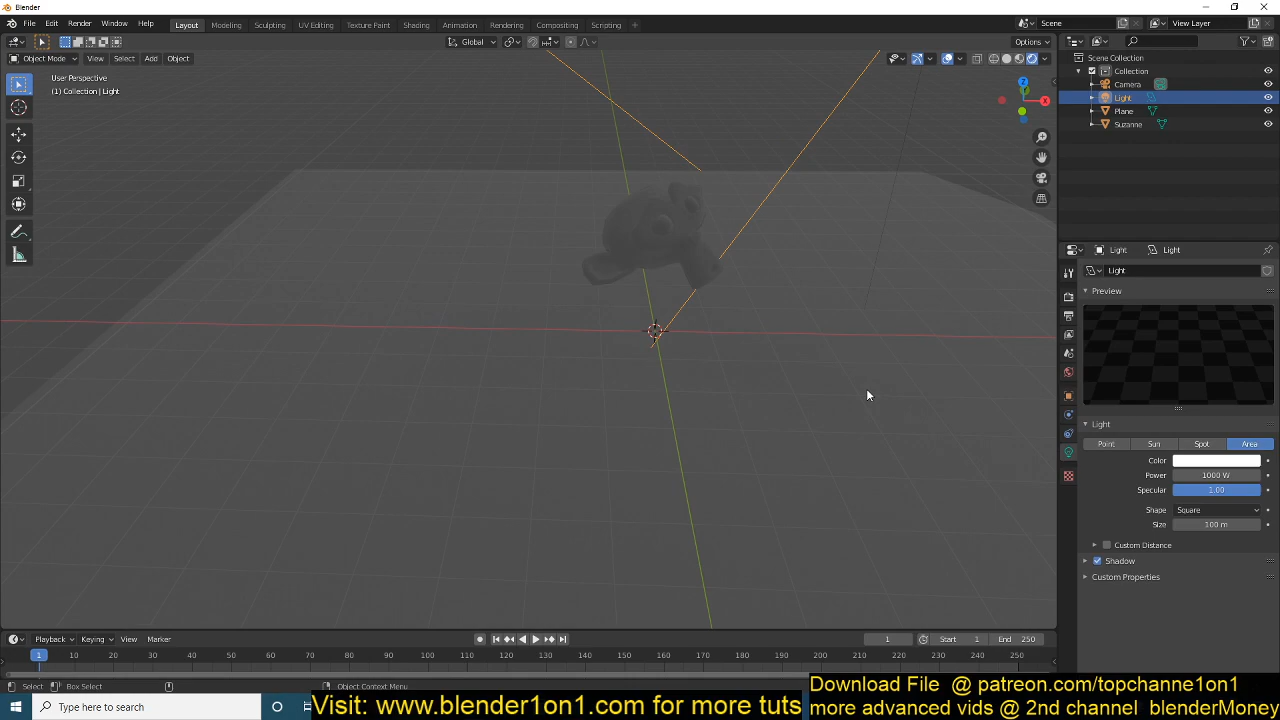 Blender
File Edit Render Window Help Layout Modeling Sculpting UV Editing Texture Paint Shading Animation Rendering Compositing Scripting + Scene View Layer
Global Options
Object Mode View Select Add Object
User Perspective
(1) Collection | Light
Z
X
Scene Collection
Collection
Camera
Light
Plane
Suzanne
Light Light
Light
Preview
Light
Point Sun Spot Area
Color
Power 1000 W
Specular 1.00
Shape Square
Size 100 m
Custom Distance
Shadow
Custom Properties
Playback Keying View Marker 1 Start 1 End 250
1 10 20 30 40 50 60 70 80 90 100 110 120 130 140 150 160 170 180 190 200 210 220 230 240 250
Select Box Select Object Context Menu
Type here to search
Visit: www.blender1on1.com for more tuts
Download File @ patreon.com/topchanne1on1
more advanced vids @ 2nd channel blenderMoney